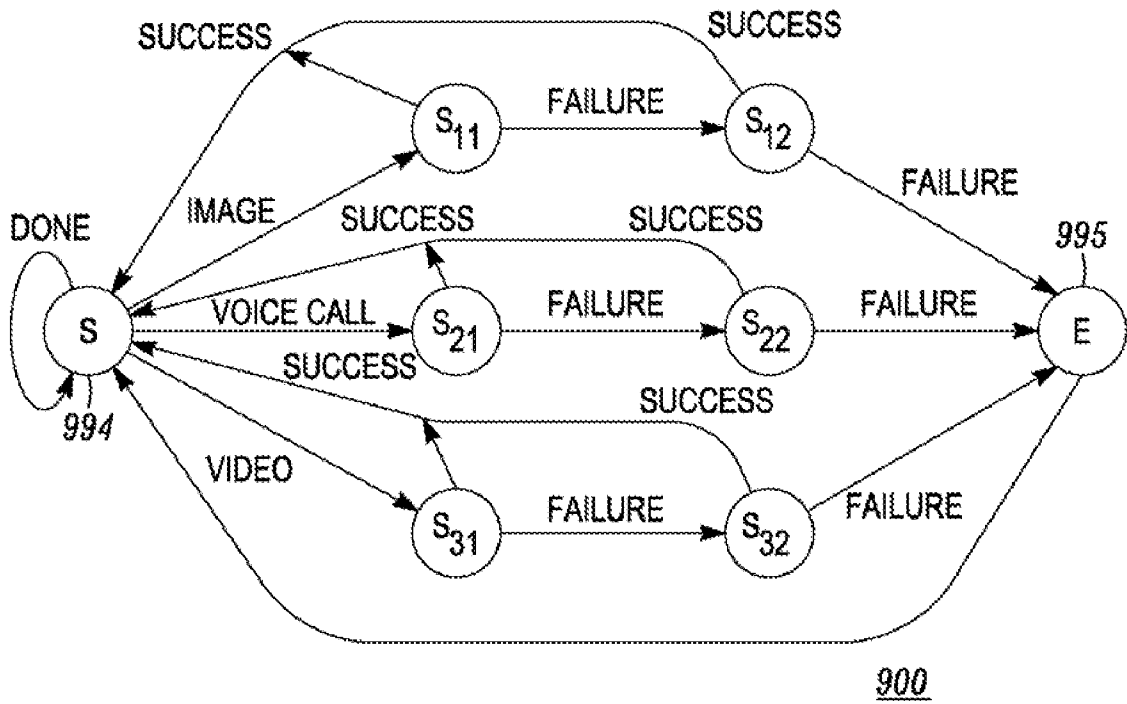 SUCCESS
SUCCESS
S11
FAILURE
S12
FAILURE
IMAGE
SUCCESS
SUCCESS
DONE
995
S
VOICE CALL
S21
FAILURE
S22
FAILURE
E
SUCCESS
994
SUCCESS
VIDEO
S31
FAILURE
S32
FAILURE
900